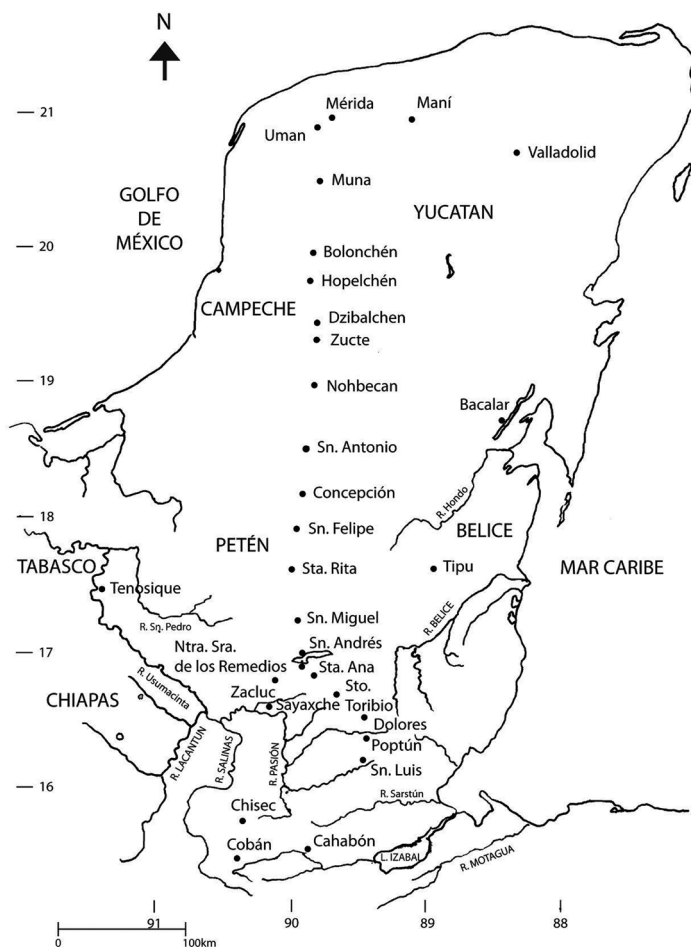 N
21
Mérida
Maní
Uman
Valladolid
Muna
GOLFO
DE
MÉXICO
YUCATAN
20
Bolonchén
Hopelchén
CAMPECHE
Dzibalchen
Zucte
19
Nohbecan
Bacalar
Sn. Antonio
Concepción
R. Hondo
18
Sn. Felipe
BELICE
PETÉN
TABASCO
Sta. Rita
Tipu
MAR CARIBE
Tenosique
Sn. Miguel
R. Sn. Pedro
R. BELICE
Sn. Andrés
17
Ntra. Sra.
de los Remedios
Sta. Ana
Zacluc
Sto.
Toribio
CHIAPAS
R. Usumacinta
Sayaxche
Dolores
R. LACANTUN
R. SALINAS
R. PASIÓN
Poptún
Sn. Luis
16
R. Sarstún
Chisec
Cobán
Cahabón
L. IZABAL
R. MOTAGUA
91
90
89
88
0
100km